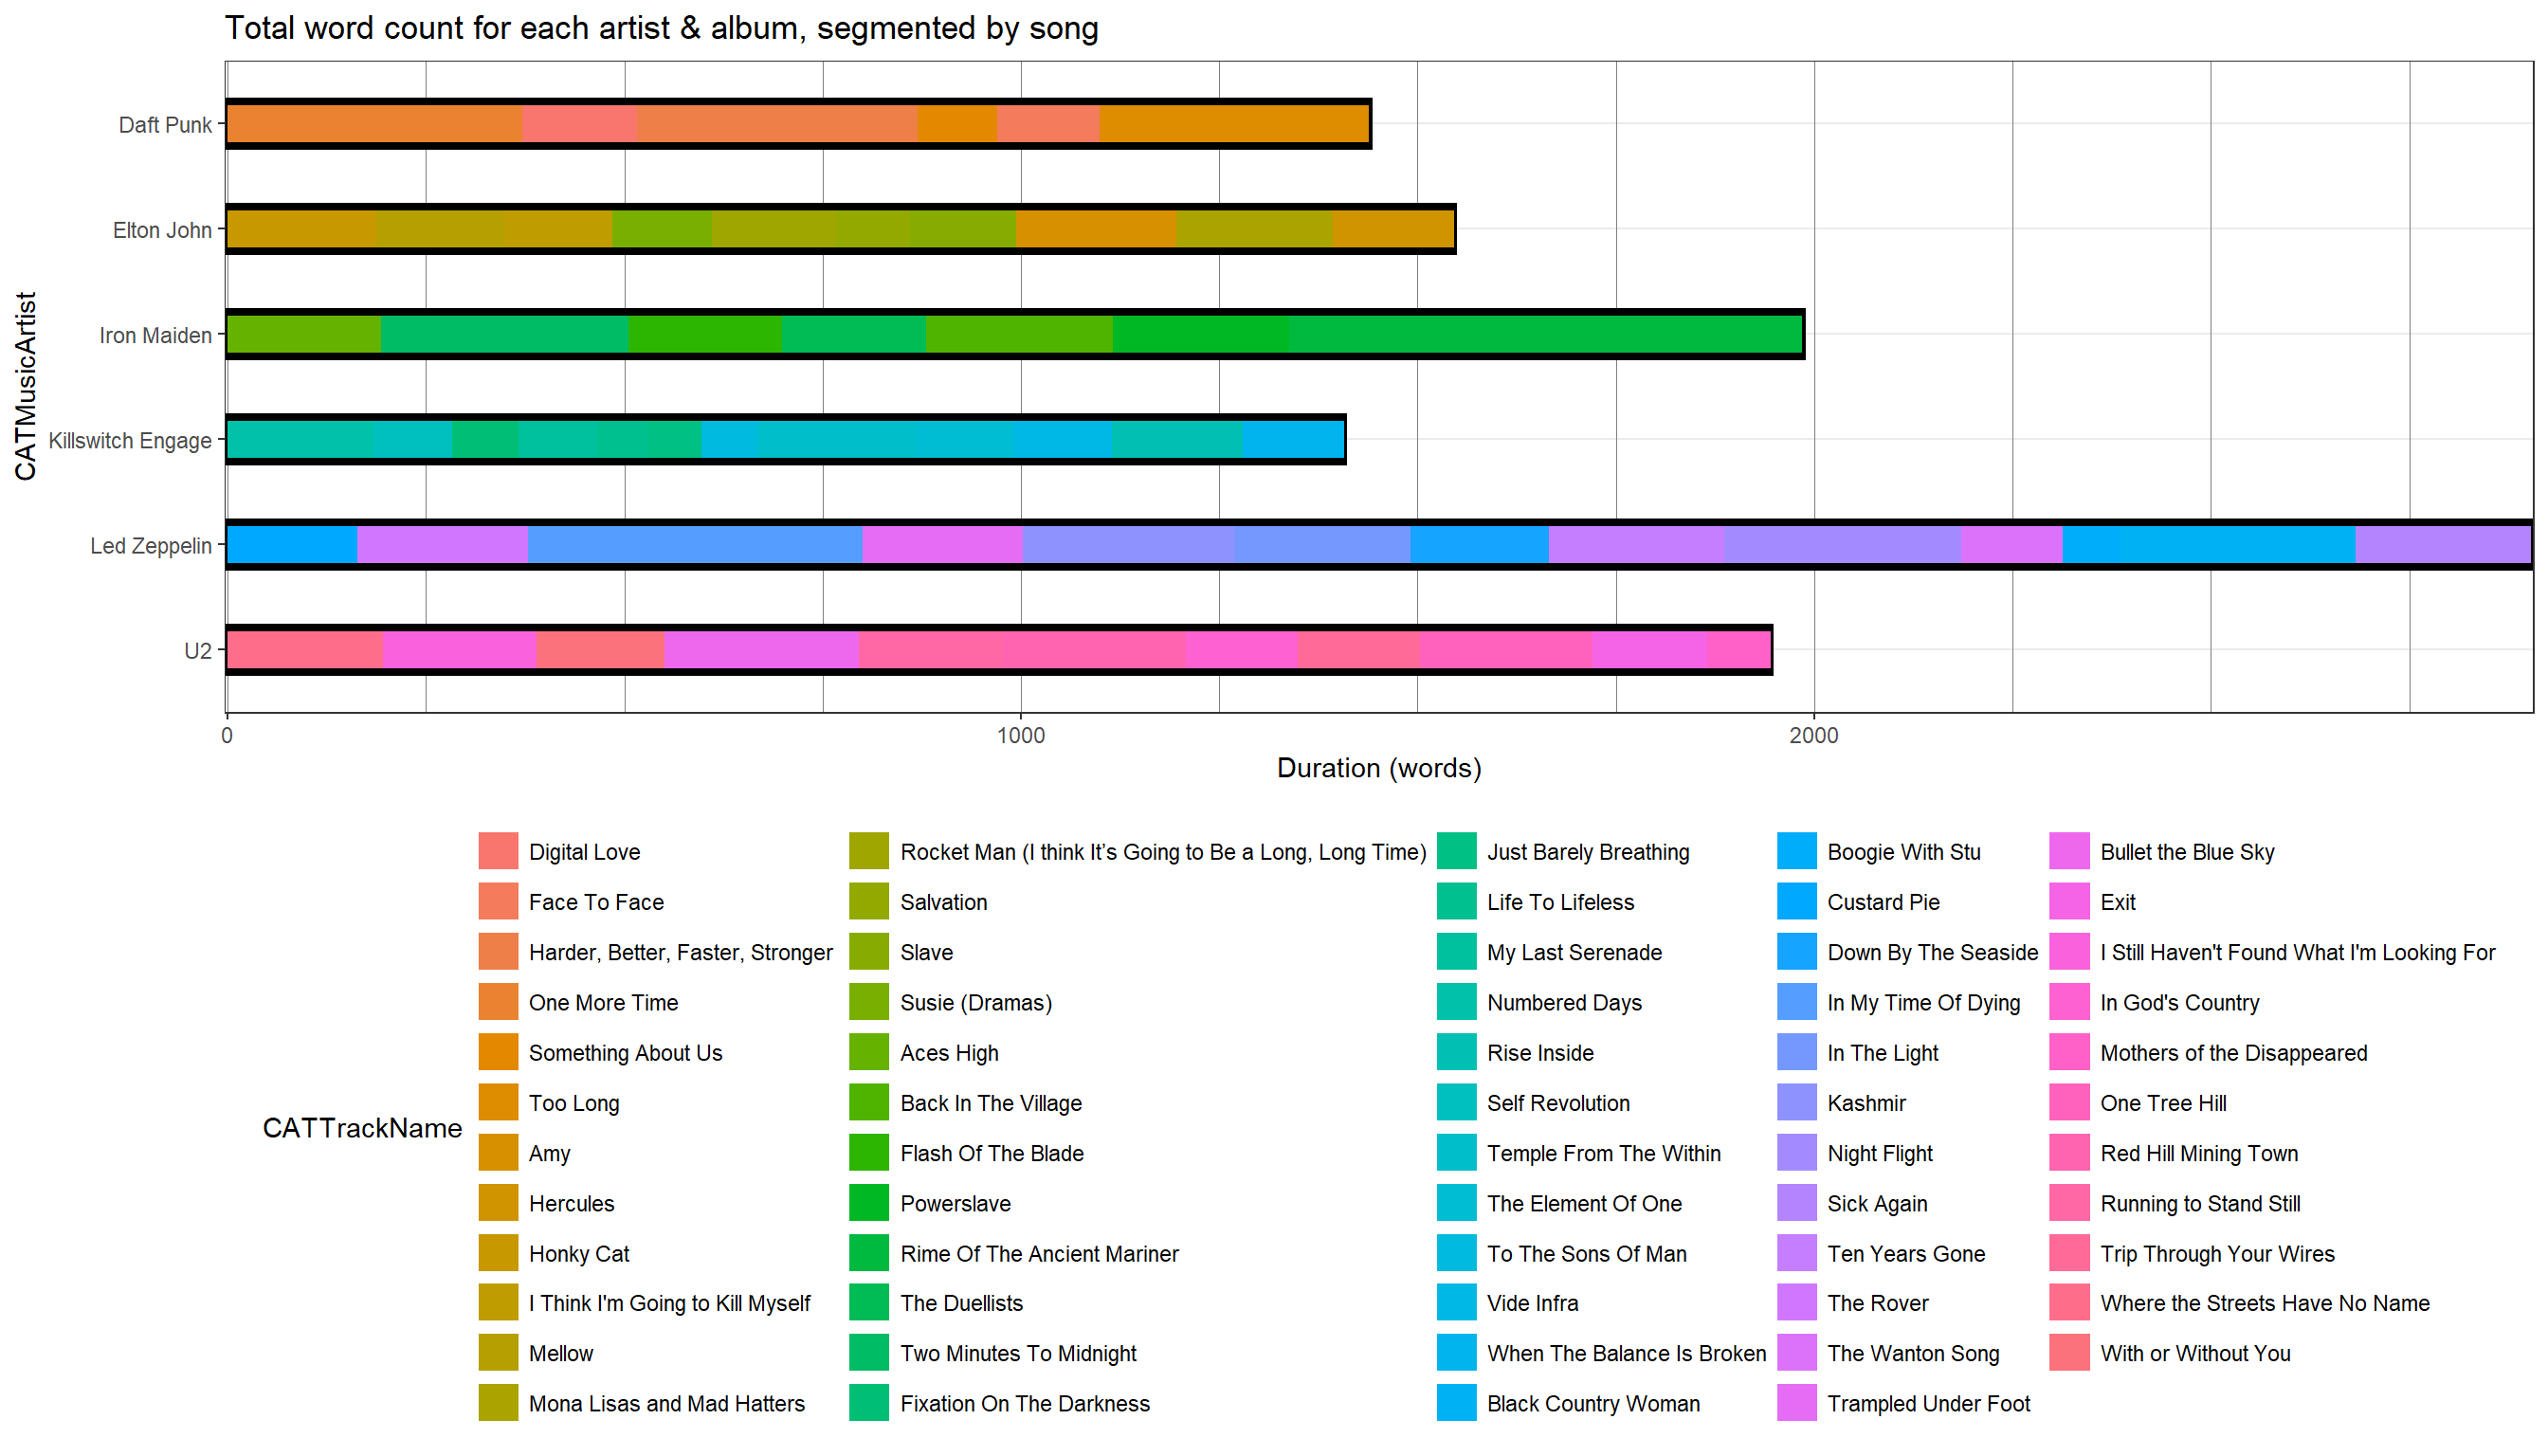 Total word count for each artist & album, segmented by song
CATMusicArtist
Daft Punk
Elton John
Iron Maiden
Killswitch Engage
Led Zeppelin
U2
0 1000 2000
Duration (words)
CATTrackName
Digital Love
Face To Face
Harder, Better, Faster, Stronger
One More Time
Something About Us
Too Long
Amy
Hercules
Honky Cat
I Think I'm Going to Kill Myself
Mellow
Mona Lisas and Mad Hatters
Rocket Man (I think It’s Going to Be a Long, Long Time)
Salvation
Slave
Susie (Dramas)
Aces High
Back In The Village
Flash Of The Blade
Powerslave
Rime Of The Ancient Mariner
The Duellists
Two Minutes To Midnight
Fixation On The Darkness
Just Barely Breathing
Life To Lifeless
My Last Serenade
Numbered Days
Rise Inside
Self Revolution
Temple From The Within
The Element Of One
To The Sons Of Man
Vide Infra
When The Balance Is Broken
Black Country Woman
Boogie With Stu
Custard Pie
Down By The Seaside
In My Time Of Dying
In The Light
Kashmir
Night Flight
Sick Again
Ten Years Gone
The Rover
The Wanton Song
Trampled Under Foot
Bullet the Blue Sky
Exit
I Still Haven't Found What I'm Looking For
In God's Country
Mothers of the Disappeared
One Tree Hill
Red Hill Mining Town
Running to Stand Still
Trip Through Your Wires
Where the Streets Have No Name
With or Without You